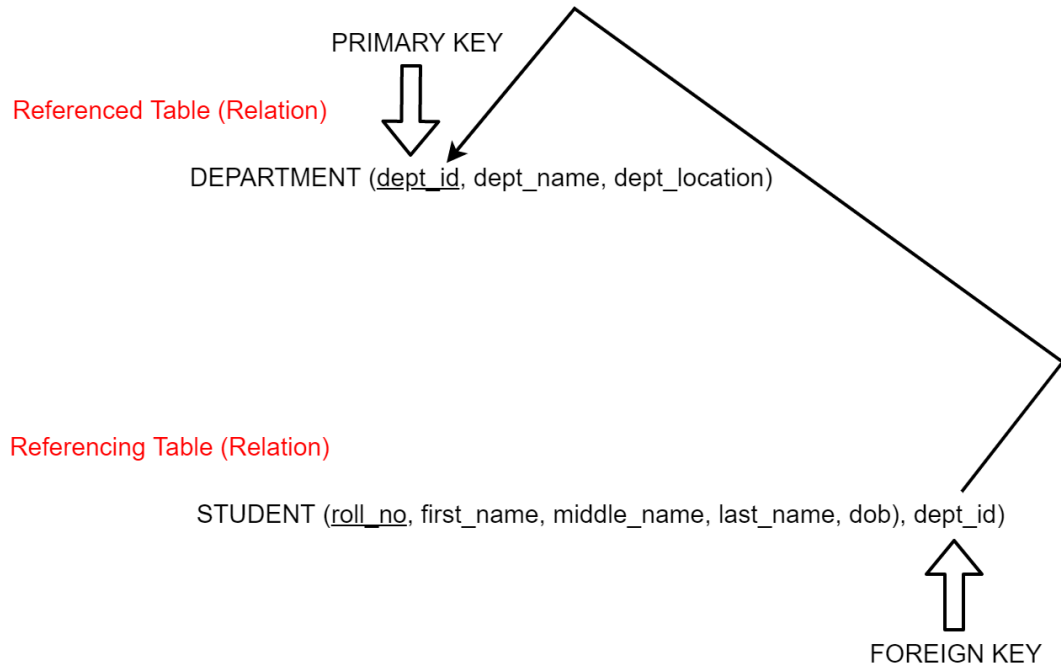 PRIMARY KEY
Referenced Table (Relation)
DEPARTMENT (dept_id, dept_name, dept_location)
Referencing Table (Relation)
STUDENT (roll_no, first_name, middle_name, last_name, dob), dept_id)
FOREIGN KEY